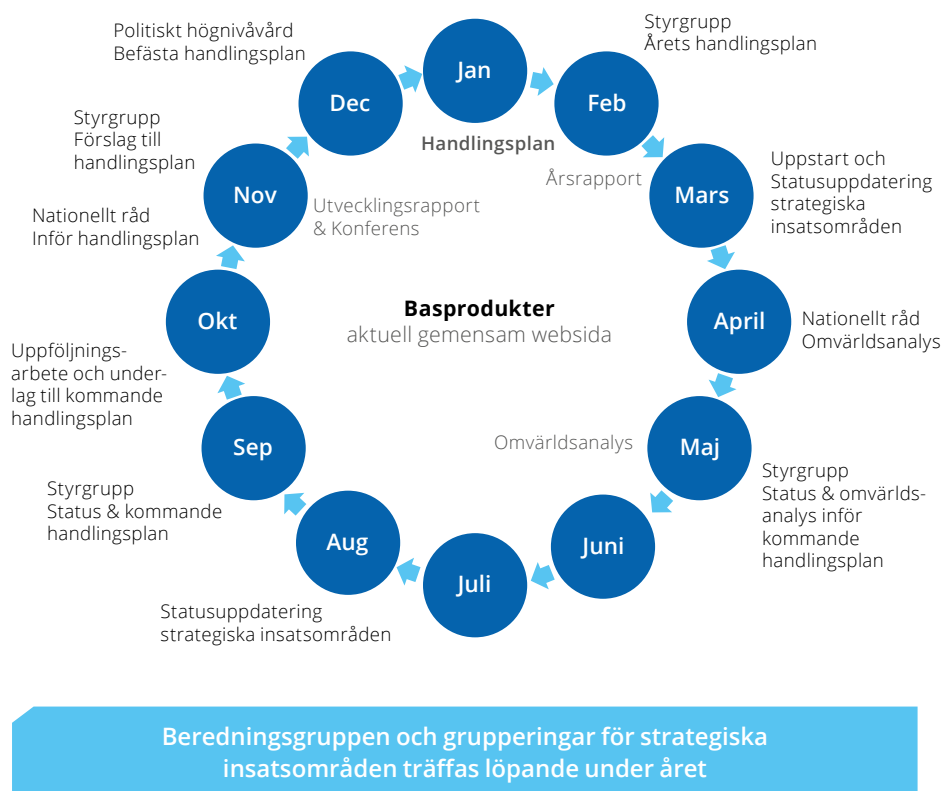 Jan
Handlingsplan
Styrgrupp
Årets handlingsplan
Feb
Årsrapport
Mars
Uppstart och
Statusuppdatering
strategiska
insatsområden
April
Nationellt råd
Omvärldsanalys
Maj
Omvärldsanalys
Styrgrupp
Status & omvärlds-
analys inför
kommande
handlingsplan
Juni
Juli
Aug
Statusuppdatering
strategiska insatsområden
Sep
Styrgrupp
Status & kommande
handlingsplan
Okt
Uppföljnings-
arbete och under-
lag till kommande
handlingsplan
Nationellt råd
Inför handlingsplan
Nov
Utvecklingsrapport
& Konferens
Styrgrupp
Förslag till
handlingsplan
Dec
Politiskt högnivåvård
Befästa handlingsplan
Basprodukter
aktuell gemensam websida
Beredningsgruppen och grupperingar för strategiska
insatsområden träffas löpande under året